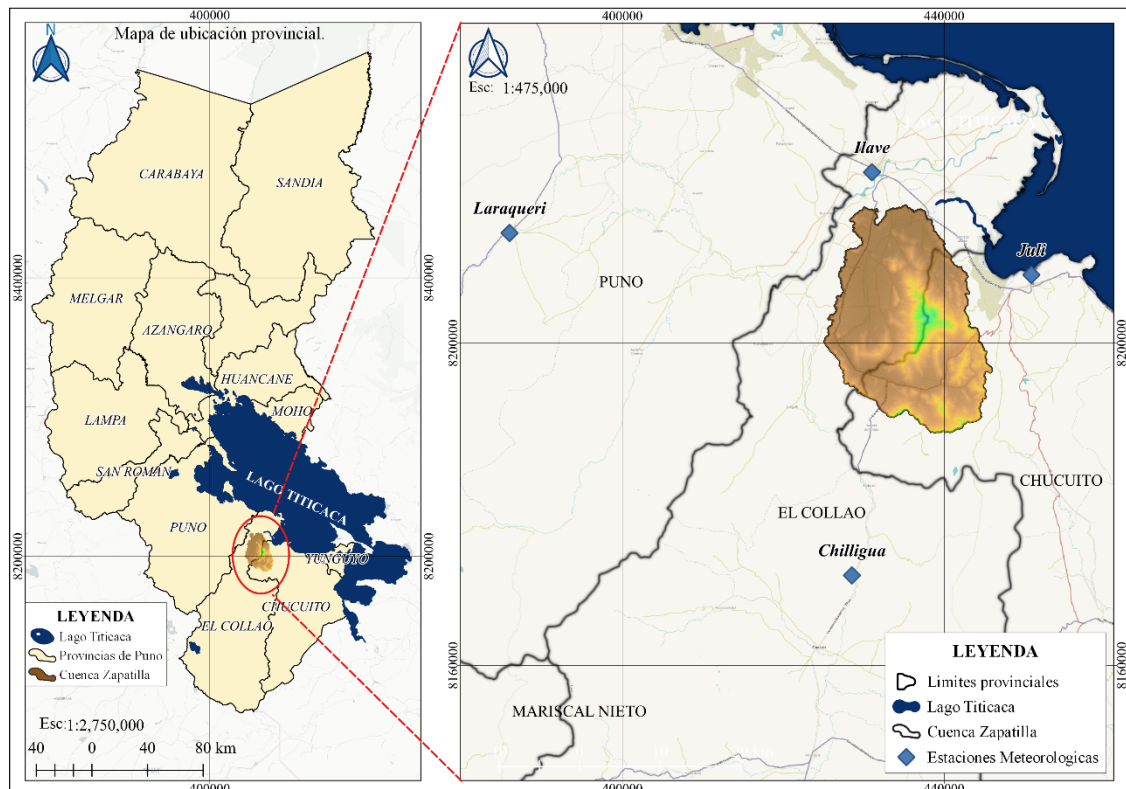 400000
Mapa de ubicación provincial.
N
CARABAYA
SANDIA
8400000
8400000
MELGAR
AZANGARO
HUANCANE
MOHO
LAMPA
SAN ROMAN
LAGO TITICACA
PUNO
8200000
8200000
YUNGUYO
CHUCUITO
EL COLLAO
LEYENDA
Lago Titicaca
Provincias de Puno
Cuenca Zapatilla
Esc:1:2,750,000
40 0 40 80 km
400000
400000
440000
Esc: 1:475,000
LAGO TITICACA
Ilave
Laraqueri
Juli
PUNO
8200000
8200000
CHUCUITO
EL COLLAO
Chilligua
8160000
8160000
MARISCAL NIETO
LEYENDA
Limites provinciales
Lago Titicaca
Cuenca Zapatilla
Estaciones Meteorologicas
400000
440000